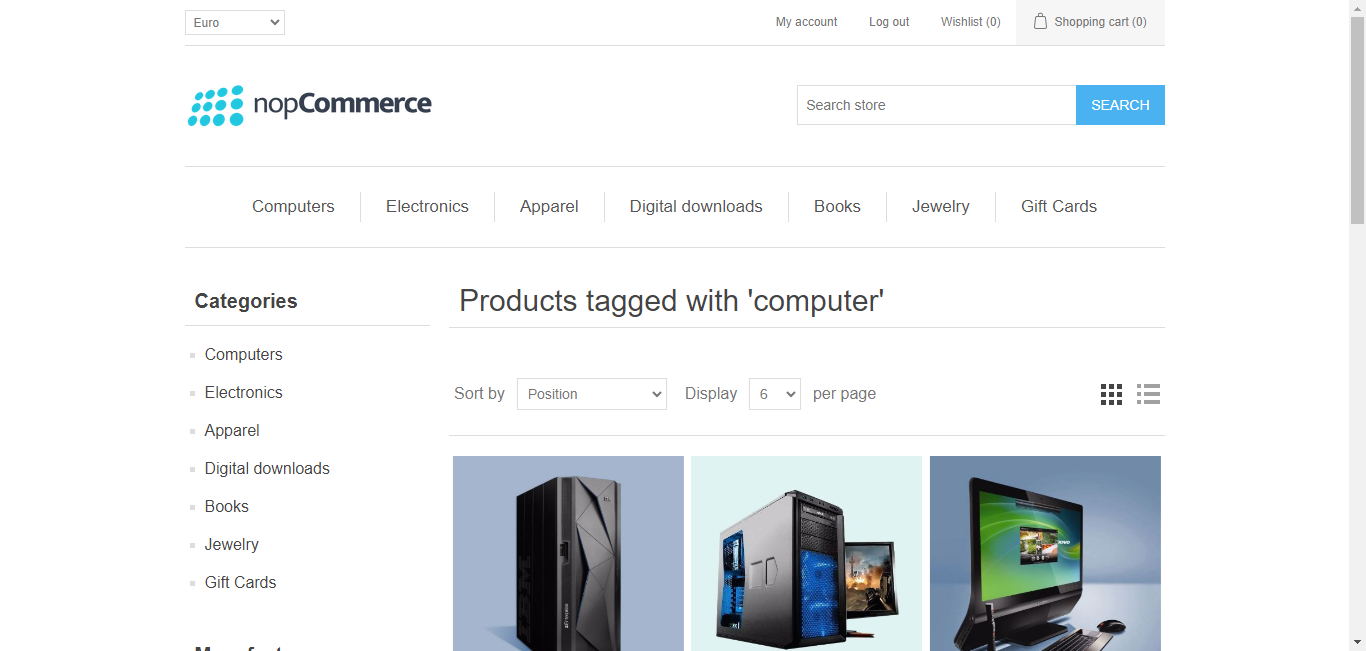 Euro
My account
Log out
Wishlist (0)
Shopping cart (0)
nopCommerce
Search store
SEARCH
Computers
Electronics
Apparel
Digital downloads
Books
Jewelry
Gift Cards
Categories
Computers
Electronics
Apparel
Digital downloads
Books
Jewelry
Gift Cards
Products tagged with 'computer'
Sort by
Position
Display
6
per page
IBM